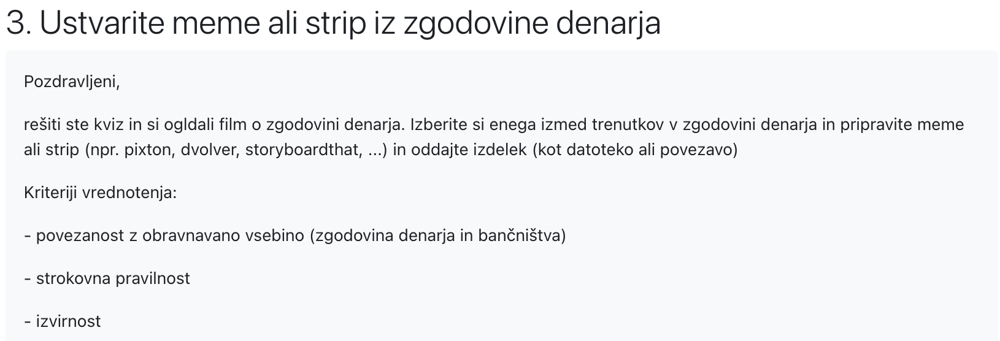 3. Ustvarite meme ali strip iz zgodovine denarja
Pozdravljeni,
rešiti ste kviz in si ogldali film o zgodovini denarja. Izberite si enega izmed trenutkov v zgodovini denarja in pripravite meme
ali strip (npr. pixton, dvolver, storyboardthat, ...) in oddajte izdelek (kot datoteko ali povezavo)
Kriteriji vrednotenja:
- povezanost z obravnavano vsebino (zgodovina denarja in bančništva)
- strokovna pravilnost
- izvirnost